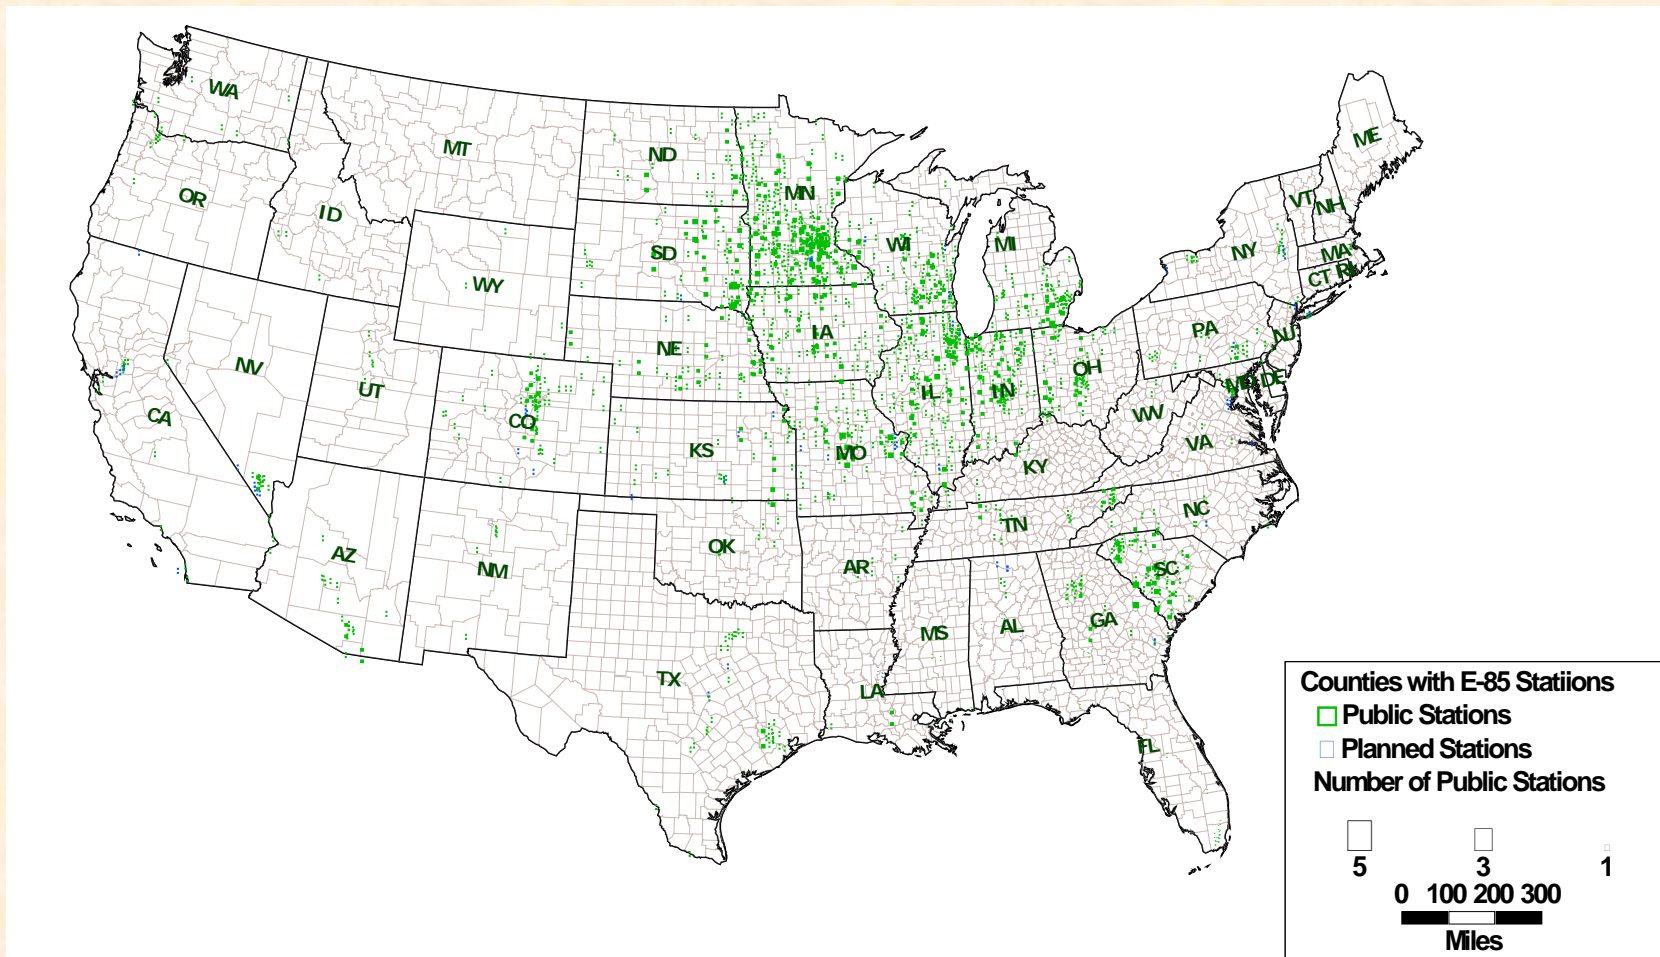 WA
MT
ND
MN
ME
OR
ID
SD
WI
MI
VT
NH
NY
MA
CT
RI
WY
IA
NE
PA
NJ
NV
UT
CO
IL
IN
OH
MD
DE
CA
KS
MO
WV
VA
KY
AZ
NM
OK
AR
TN
NC
SC
TX
LA
MS
AL
GA
FL
Counties with E-85 Statiions
Public Stations
Planned Stations
Number of Public Stations
5 3 1
0 100 200 300
Miles